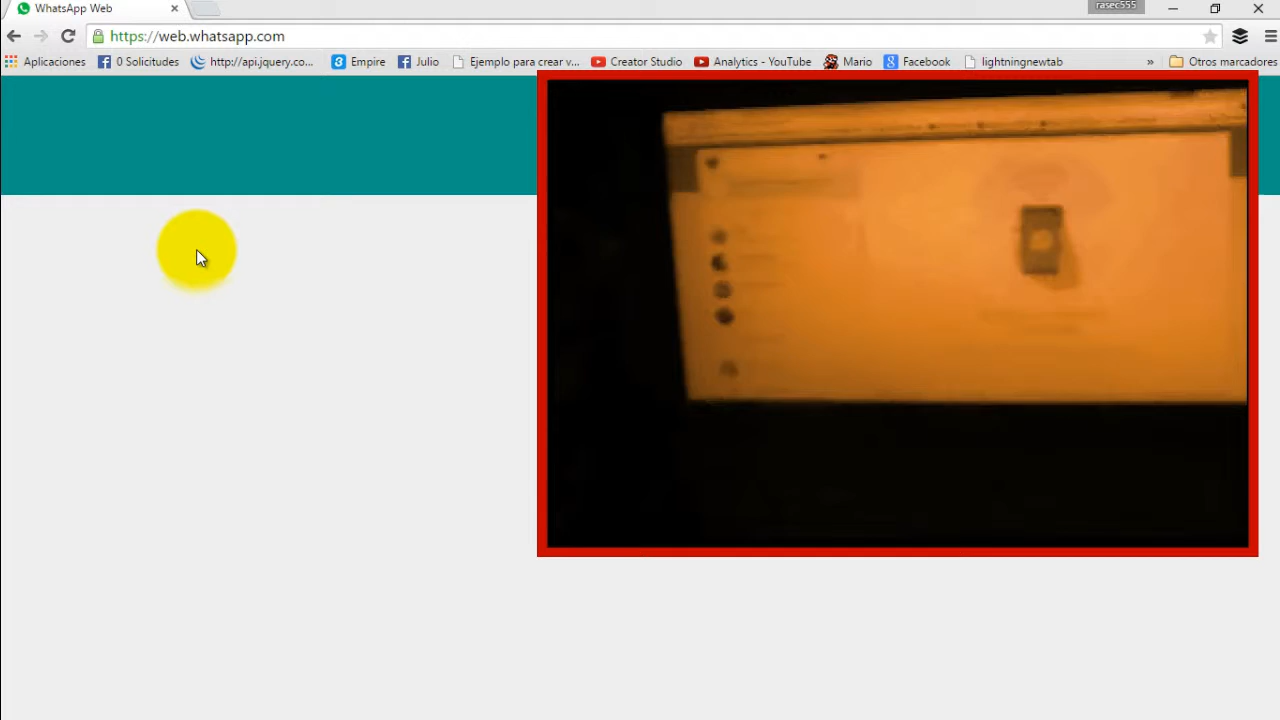 WhatsApp Web
rasec555
https://web.whatsapp.com
Aplicaciones 0 Solicitudes http://api.jquery.co... Empire Julio Ejemplo para crear v... Creator Studio Analytics - YouTube Mario Facebook lightningnewtab » Otros marcadores